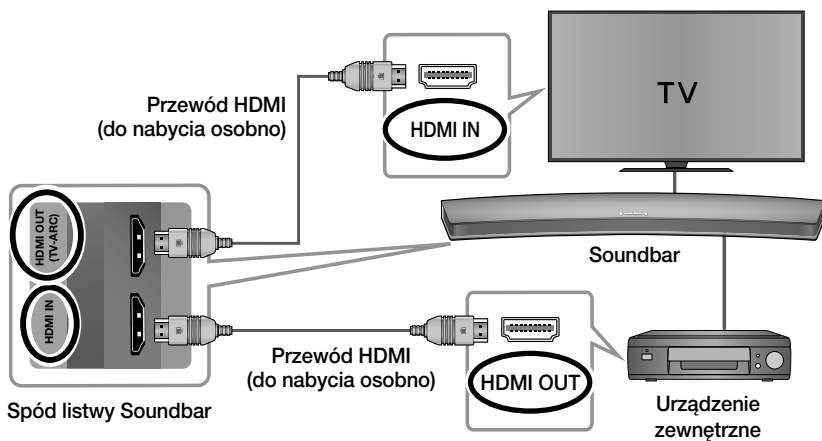 Przewód HDMI
(do nabycia osobno)
HDMI IN
TV
HDMI OUT
(TV-ARC)
HDMI IN
Soundbar
Przewód HDMI
(do nabycia osobno)
HDMI OUT
Spód listwy Soundbar
Urządzenie
zewnętrzne